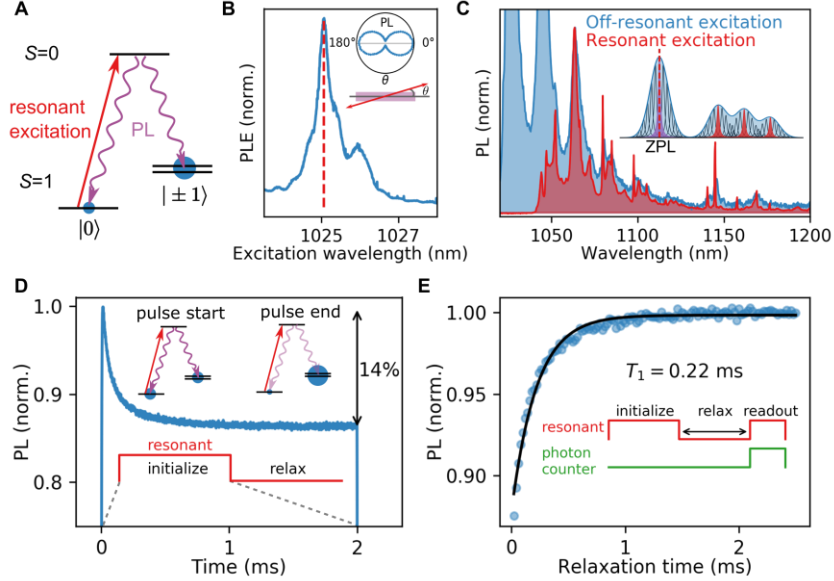 A
S=0
resonant
excitation
PL
S=1
|0⟩
|±1⟩
B
PLE (norm.)
PL
180°
0°
θ
θ
1025
1027
Excitation wavelength (nm)
C
PL (norm.)
Off-resonant excitation
Resonant excitation
ZPL
1050
1100
1150
1200
Wavelength (nm)
D
PL (norm.)
1.0
0.9
0.8
pulse start
pulse end
14%
resonant
initialize
relax
0
1
2
Time (ms)
E
PL (norm.)
1.00
0.95
0.90
T₁ = 0.22 ms
initialize
relax
readout
resonant
photon
counter
0
1
2
Relaxation time (ms)